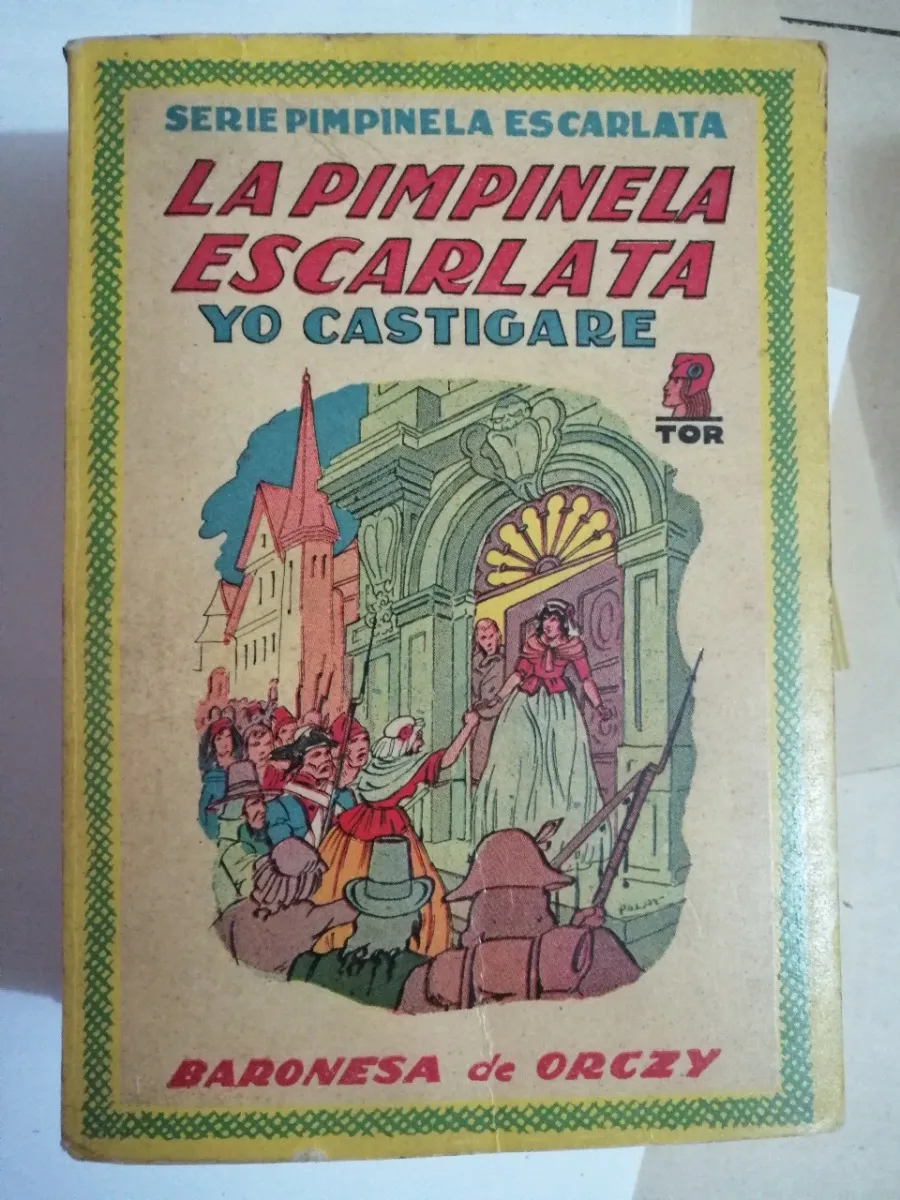 SERIE PIMPINELA ESCARLATA
LA PIMPINELA
ESCARLATA
YO CASTIGARE
TOR
BARONESA de ORCZY